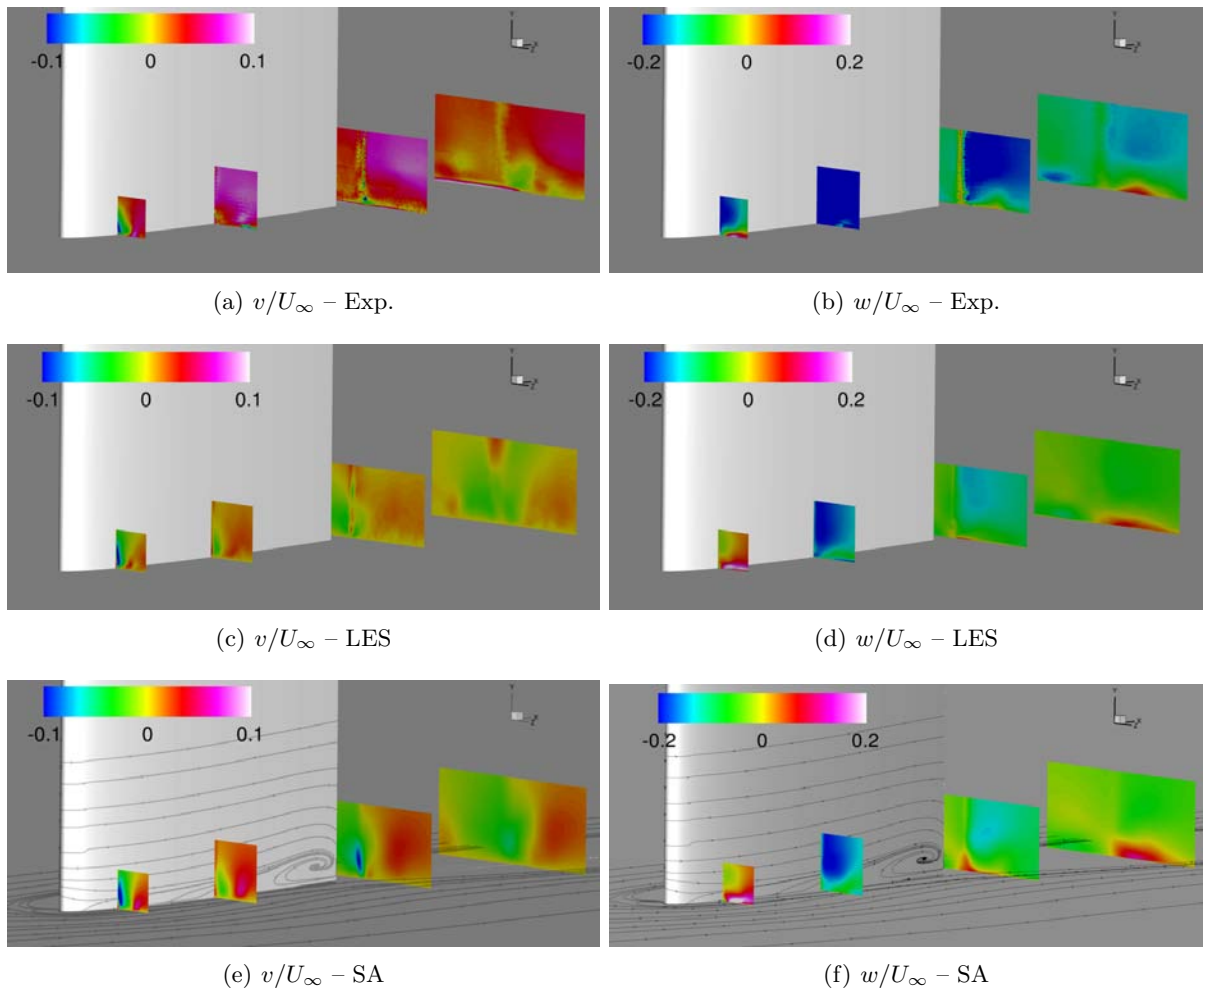 -0.1 0 0.1
-0.2 0 0.2
(a) v/U∞ – Exp.
(b) w/U∞ – Exp.
-0.1 0 0.1
-0.2 0 0.2
(c) v/U∞ – LES
(d) w/U∞ – LES
-0.1 0 0.1
-0.2 0 0.2
(e) v/U∞ – SA
(f) w/U∞ – SA